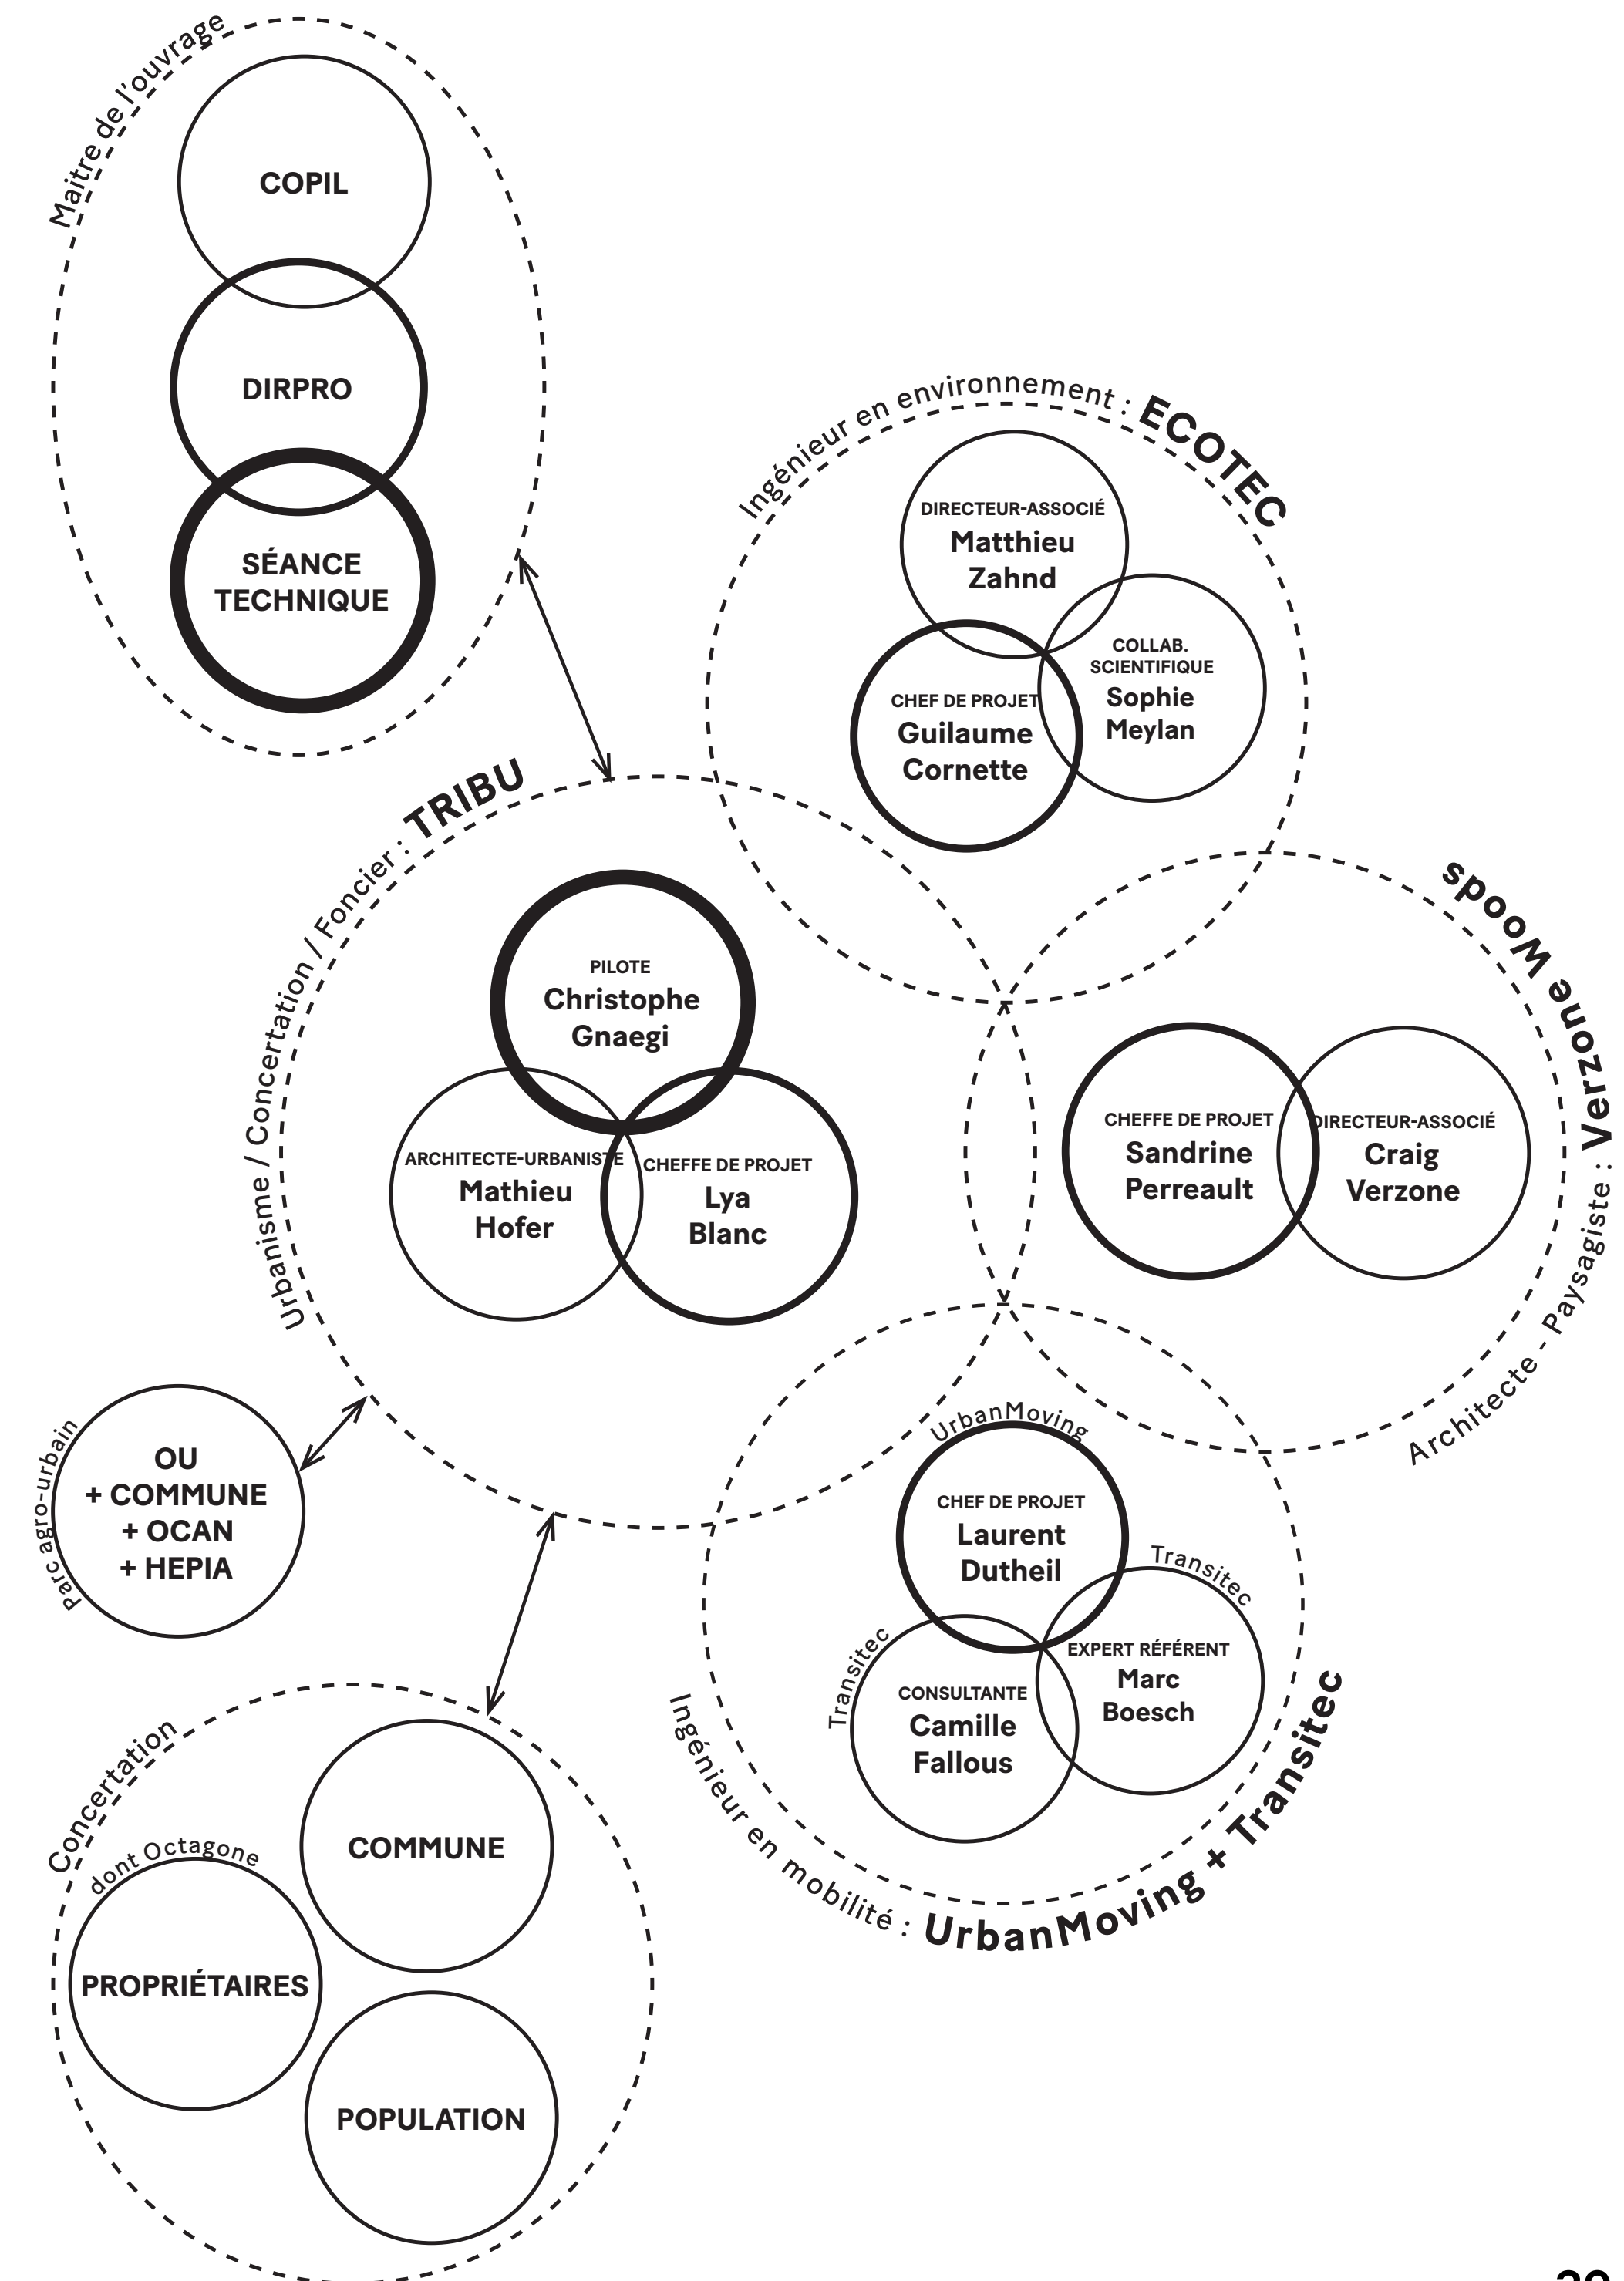 Maitre de l'ouvrage
COPIL
DIRPRO
SÉANCE
TECHNIQUE
Ingénieur en environnement : ECOTEC
DIRECTEUR-ASSOCIÉ
Matthieu
Zahnd
COLLAB.
SCIENTIFIQUE
Sophie
Meylan
CHEF DE PROJET
Guilaume
Cornette
Urbanisme / Concertation / Foncier : TRIBU
PILOTE
Christophe
Gnaegi
ARCHITECTE-URBANISTE
Mathieu
Hofer
CHEFFE DE PROJET
Lya
Blanc
Architecte - Paysagiste : Verzone Woods
CHEFFE DE PROJET
Sandrine
Perreault
DIRECTEUR-ASSOCIÉ
Craig
Verzone
Parc agro-urbain
OU
+ COMMUNE
+ OCAN
+ HEPIA
Ingénieur en mobilité : UrbanMoving + Transitec
UrbanMoving
CHEF DE PROJET
Laurent
Dutheil
Transitec
EXPERT RÉFÉRENT
Marc
Boesch
Transitec
CONSULTANTE
Camille
Fallous
Concertation
COMMUNE
dont Octagone
PROPRIÉTAIRES
POPULATION